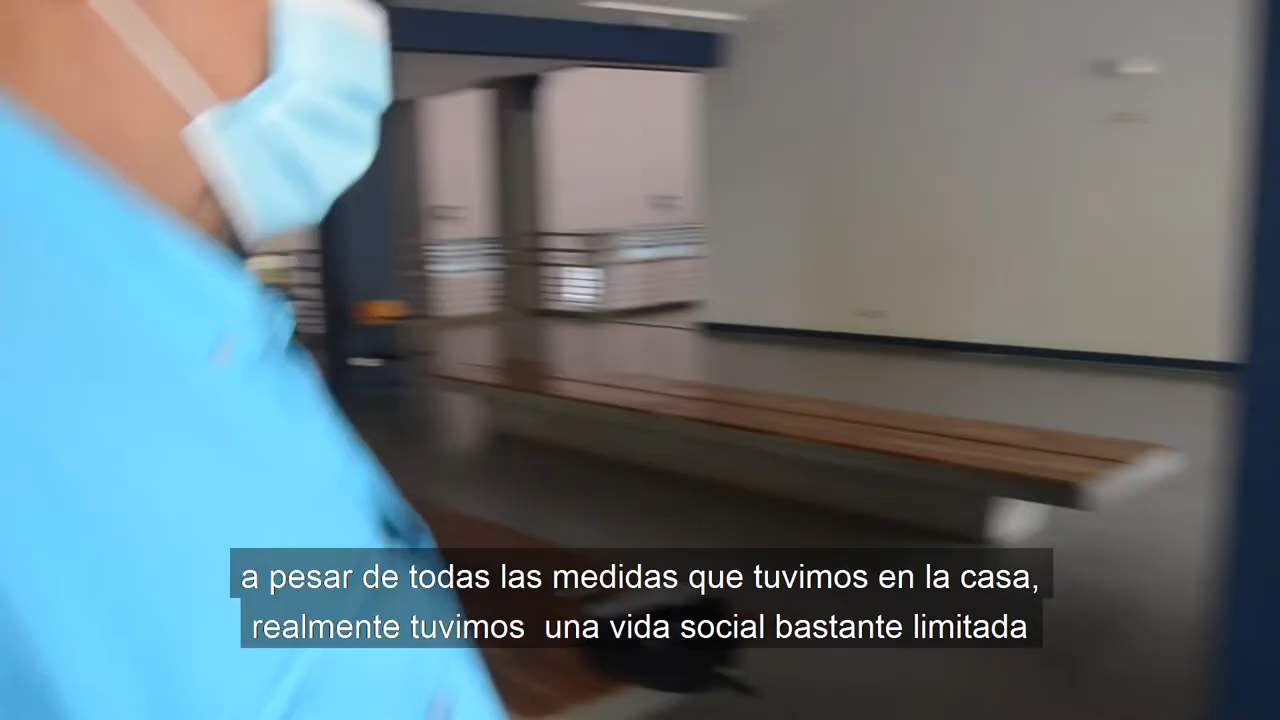 a pesar de todas las medidas que tuvimos en la casa,
realmente tuvimos  una vida social bastante limitada